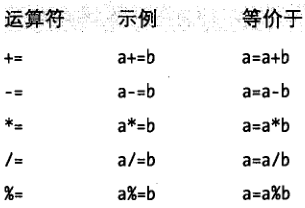 运算符 示例 等价于
+= a+=b a=a+b
-= a-=b a=a-b
*= a*=b a=a*b
/= a/=b a=a/b
%= a%=b a=a%b